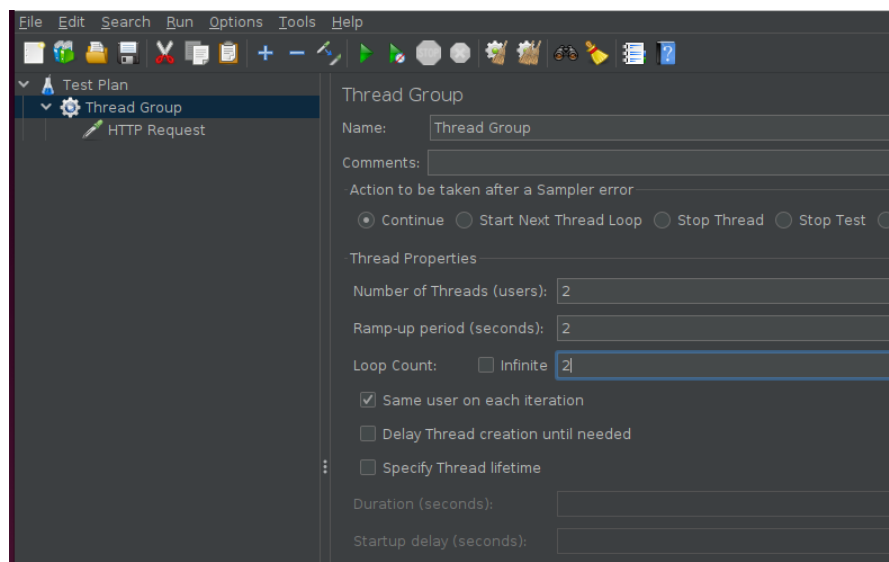 File Edit Search Run Options Tools Help
STOP
Test Plan
Thread Group
HTTP Request
Thread Group
Name: Thread Group
Comments:
Action to be taken after a Sampler error
Continue Start Next Thread Loop Stop Thread Stop Test
Thread Properties
Number of Threads (users): 2
Ramp-up period (seconds): 2
Loop Count: Infinite 2
Same user on each iteration
Delay Thread creation until needed
Specify Thread lifetime
Duration (seconds):
Startup delay (seconds):